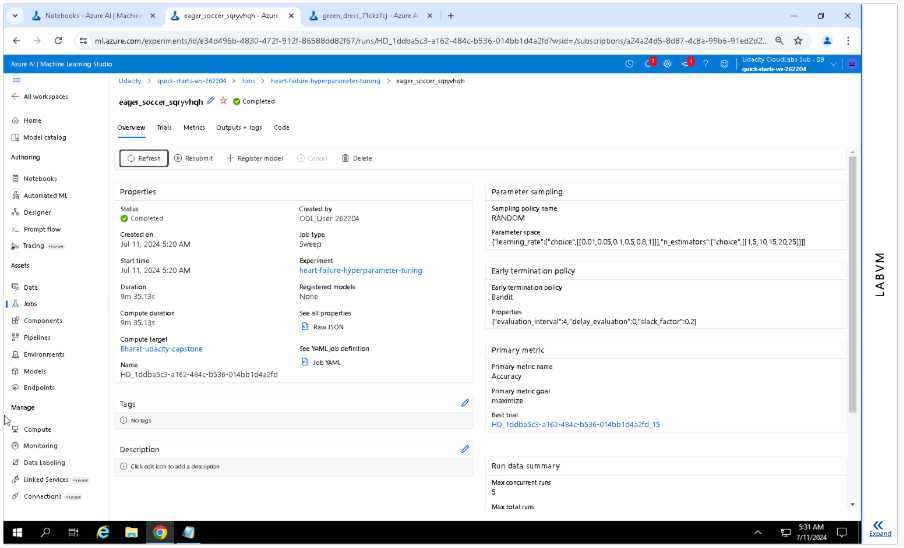 Notebooks - Azure AI | Machine
eager_soccer_sqryvhqh - Azure
green_dress_71ckz7cj - Azure AI
ml.azure.com/experiments/id/e34d496b-4830-472f-912f-86588dd82f67/runs/HD_1ddba5c3-a162-484c-b536-014bb1d4a2fd?wsid=/subscriptions/a24a24d5-8d87-4c8a-99b6-91ed2d2...
Azure AI | Machine Learning Studio
7
1
?
Udacity CloudLabs Sub - 09
quick-starts-ws-262204
Udacity > quick-starts-ws-262204 > Jobs > heart-failure-hyperparameter-tuning > eager_soccer_sqryvhqh
All workspaces
Home
Model catalog
Authoring
Notebooks
Automated ML
Designer
Prompt flow
Tracing PREVIEW
Assets
Data
Jobs
Components
Pipelines
Environments
Models
Endpoints
Manage
Compute
Monitoring
Data Labeling
Linked Services PREVIEW
Connections PREVIEW
eager_soccer_sqryvhqh Completed
Overview Trials Metrics Outputs + logs Code
Refresh Resubmit Register model Cancel Delete
Properties
Status
Completed
Created on
Jul 11, 2024 5:20 AM
Start time
Jul 11, 2024 5:20 AM
Duration
9m 35.13s
Compute duration
9m 35.13s
Compute target
Bharat-udacity-capstone
Name
HD_1ddba5c3-a162-484c-b536-014bb1d4a2fd
Created by
ODL_User 262204
Job type
Sweep
Experiment
heart-failure-hyperparameter-tuning
Registered models
None
See all properties
Raw JSON
See YAML job definition
Job YAML
Tags
No tags
Description
Click edit icon to add a description
Parameter sampling
Sampling policy name
RANDOM
Parameter space
{"learning_rate":["choice",[[0.01,0.05,0.1,0.5,0.8,1]]],"n_estimators":["choice",[[1,5,10,15,20,25]]]}
Early termination policy
Early termination policy
Bandit
Properties
{"evaluation_interval":4,"delay_evaluation":0,"slack_factor":0.2}
Primary metric
Primary metric name
Accuracy
Primary metric goal
maximize
Best trial
HD_1ddba5c3-a162-484c-b536-014bb1d4a2fd_15
Run data summary
Max concurrent runs
5
Max total runs
5:31 AM
7/11/2024
LABVM
Expand